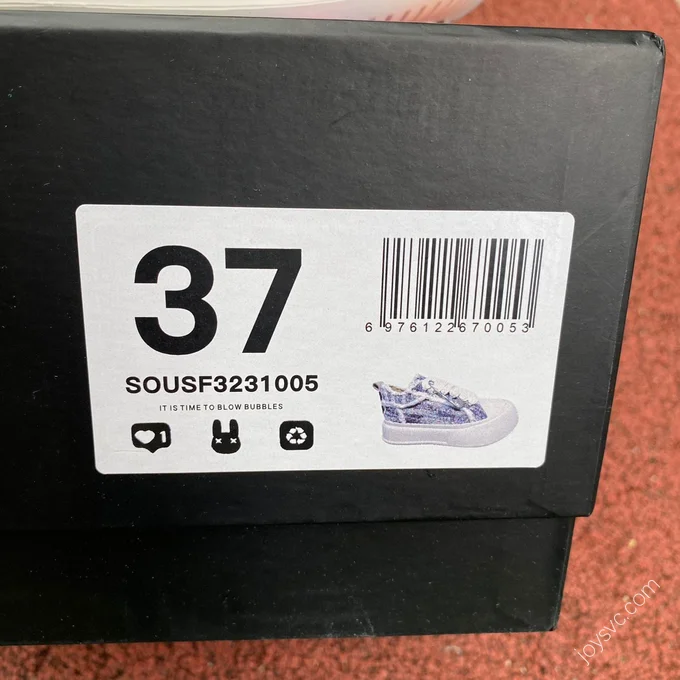 37
SOUSF3231005
IT IS TIME TO BLOW BUBBLES
1
6 976122 670053
joysvc.com